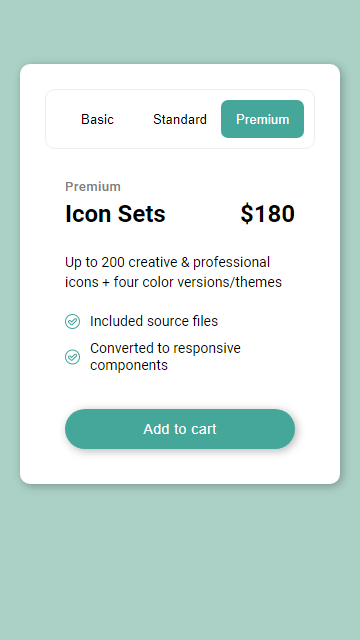 Basic Standard Premium
Premium
Icon Sets $180
Up to 200 creative & professional
icons + four color versions/themes
Included source files
Converted to responsive
components
Add to cart